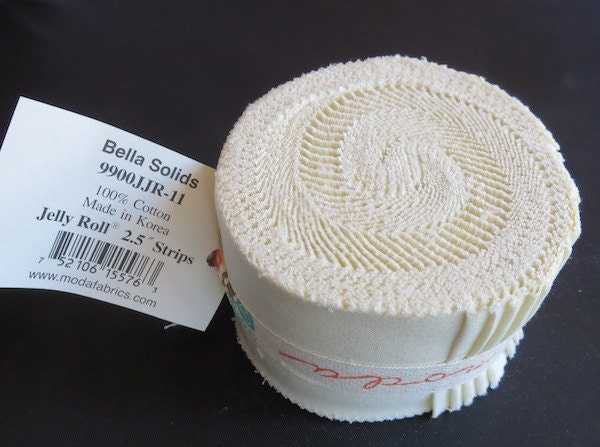 Bella Solids
9900JJR-11
100% Cotton
Made in Korea
Jelly Roll® 2.5" Strips
7 52106 15576 3
www.modafabrics.com
moda